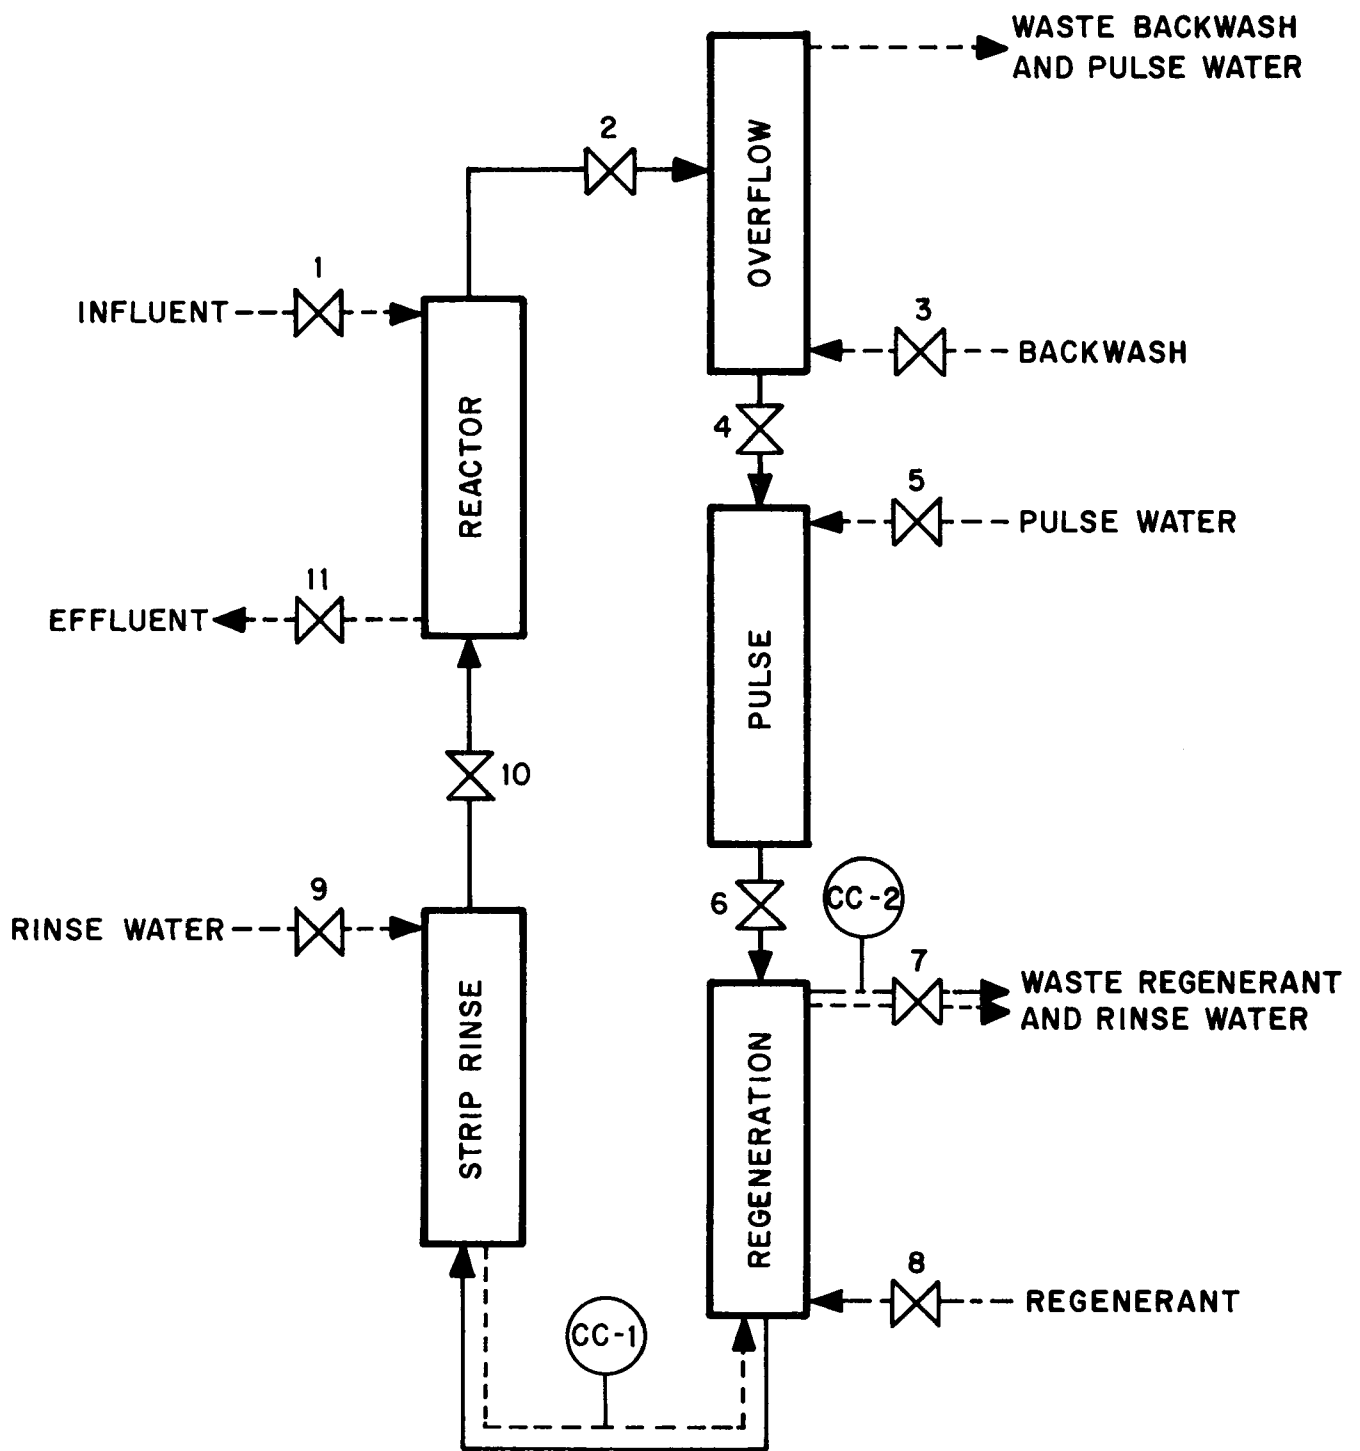 WASTE BACKWASH
AND PULSE WATER
2
OVERFLOW
1
INFLUENT
3
BACKWASH
REACTOR
4
5
PULSE WATER
11
EFFLUENT
PULSE
10
9
RINSE WATER
6
CC-2
7
WASTE REGENERANT
AND RINSE WATER
STRIP RINSE
REGENERATION
8
REGENERANT
CC-1